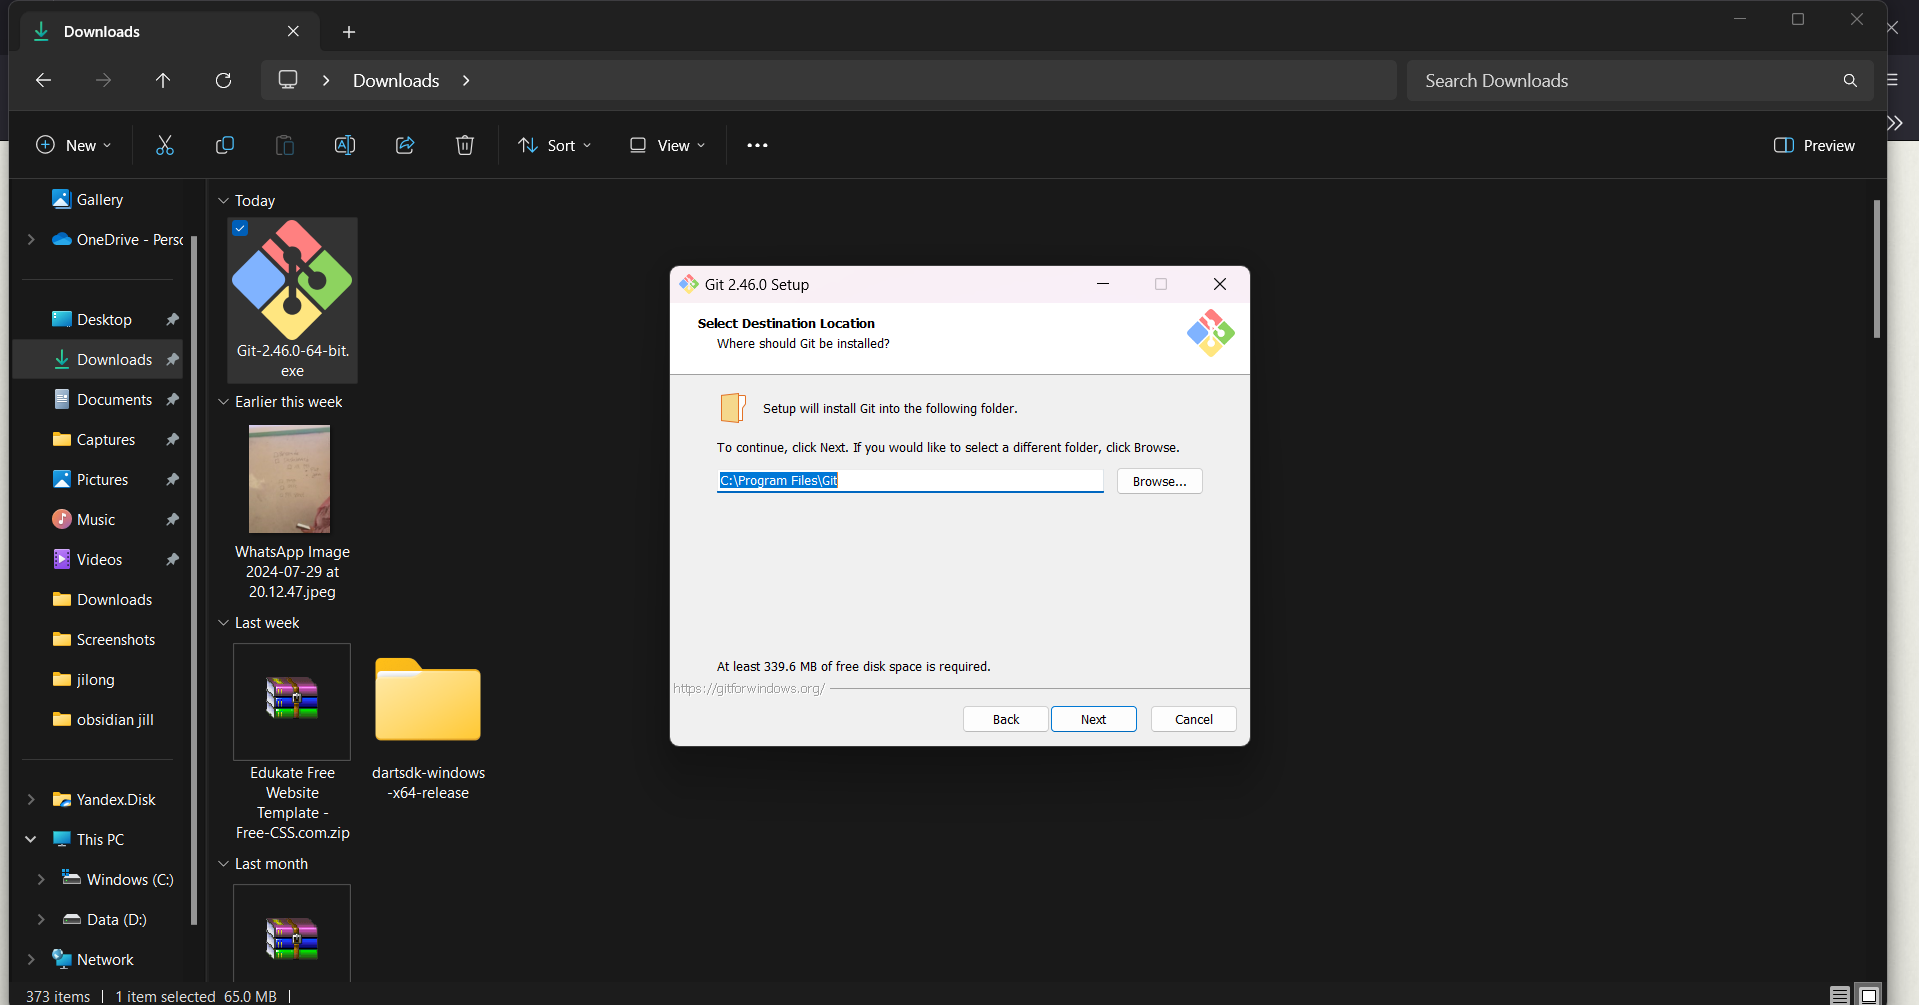 Downloads
Downloads
Search Downloads
New
Sort
View
Preview
Gallery
OneDrive - Persc
Desktop
Downloads
Documents
Captures
Pictures
Music
Videos
Downloads
Screenshots
jilong
obsidian jill
Yandex.Disk
This PC
Windows (C:)
Data (D:)
Network
Today
Git-2.46.0-64-bit.
exe
Earlier this week
WhatsApp Image
2024-07-29 at
20.12.47.jpeg
Last week
Edukate Free
Website
Template -
Free-CSS.com.zip
dartsdk-windows
-x64-release
Last month
Git 2.46.0 Setup
Select Destination Location
Where should Git be installed?
Setup will install Git into the following folder.
To continue, click Next. If you would like to select a different folder, click Browse.
C:\Program Files\Git
Browse...
At least 339.6 MB of free disk space is required.
https://gitforwindows.org/
Back
Next
Cancel
373 items
1 item selected 65.0 MB